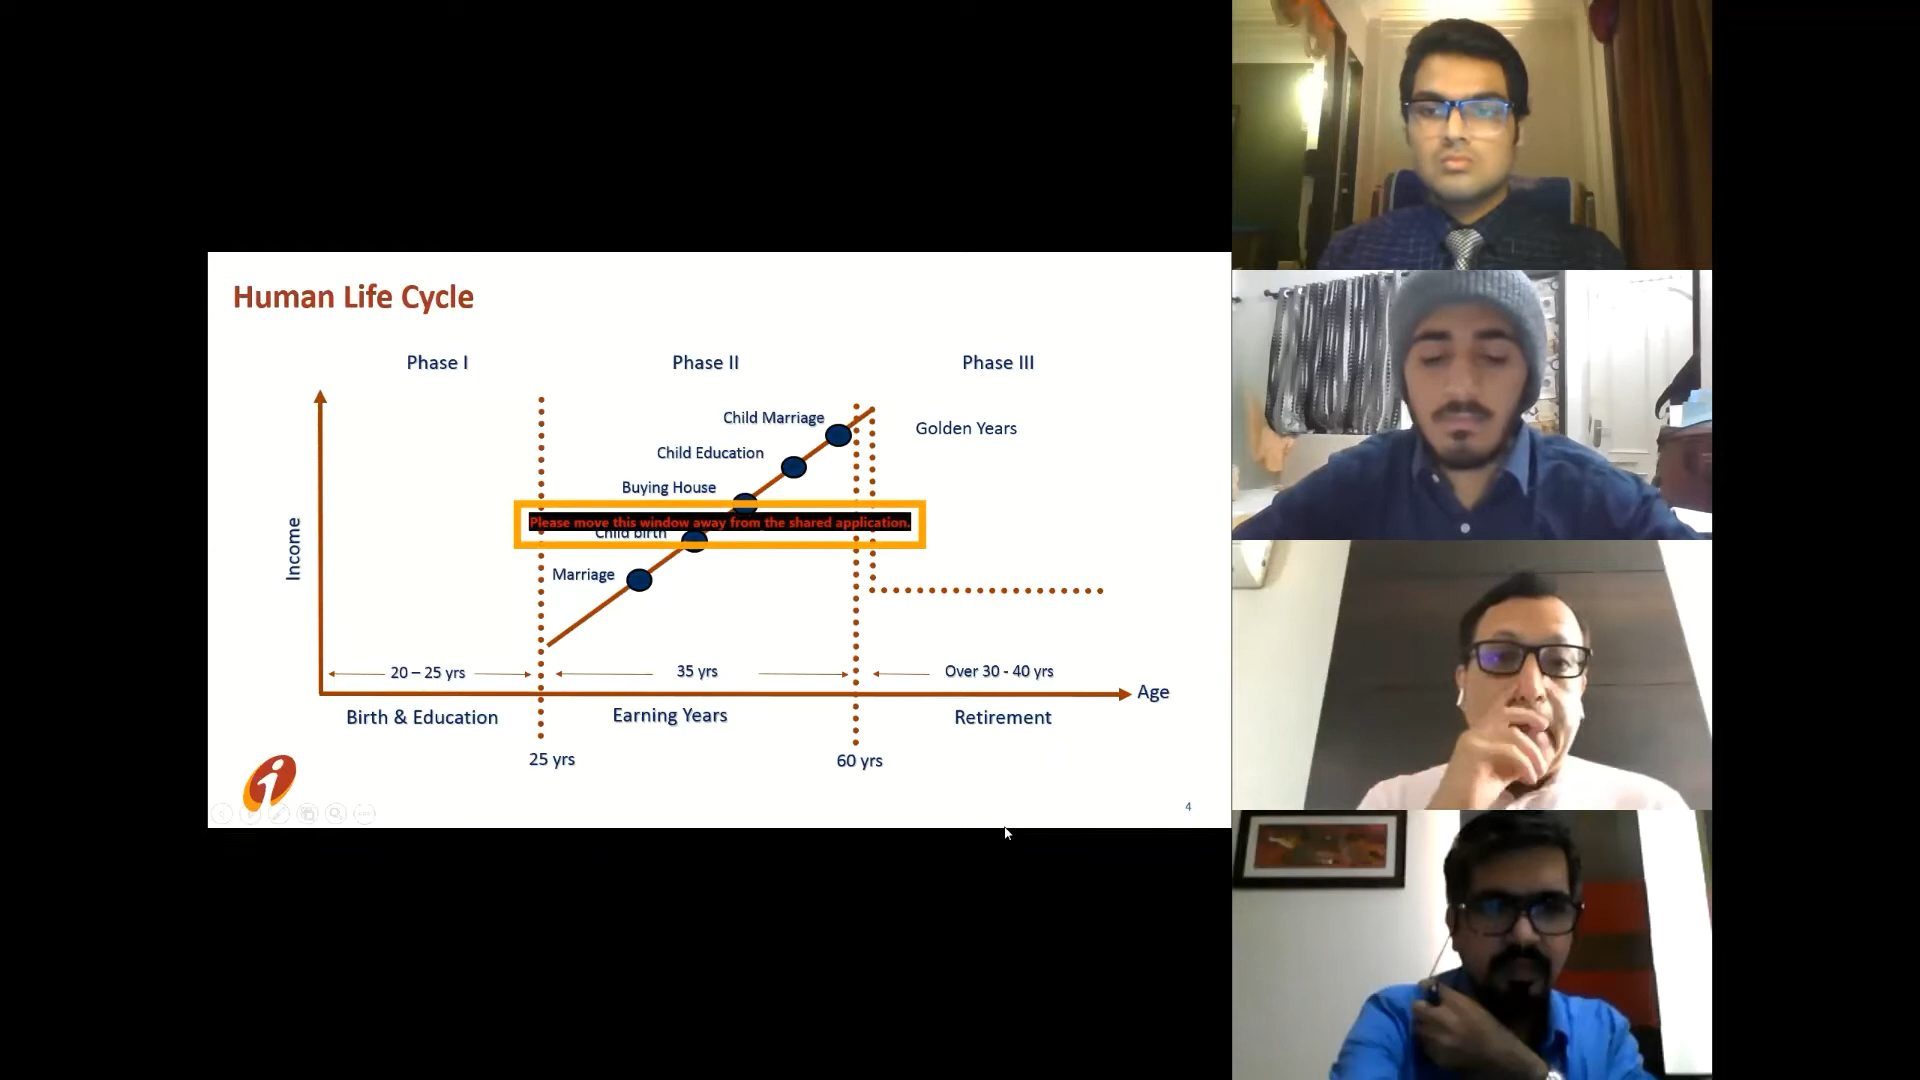 Human Life Cycle
Phase I
Phase II
Phase III
Child Marriage
Golden Years
Child Education
Buying House
Please move this window away from the shared application.
Child birth
Marriage
Income
20 – 25 yrs
35 yrs
Over 30 - 40 yrs
Age
Birth & Education
Earning Years
Retirement
25 yrs
60 yrs
i
4